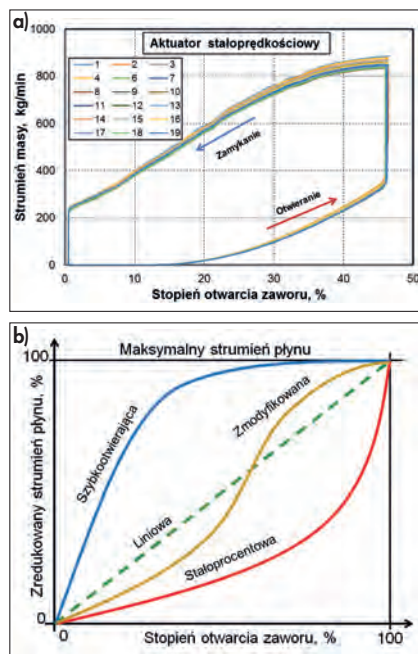 a)
Aktuator stałoprędkościowy
1 2 3
4 5 7
6 9 10
8 12 13
11 15 16
14 18 19
17
Strumień masy, kg/min
1000
800
600
400
200
0
Zamykanie
Otwieranie
0 10 20 30 40 50
Stopień otwarcia zaworu, %
b)
100
Maksymalny strumień płynu
Zredukowany strumień płynu, %
Szybkootwierająca
Zmodyfikowana
Liniowa
Stałoprocentowa
0
0 100
Stopień otwarcia zaworu, %